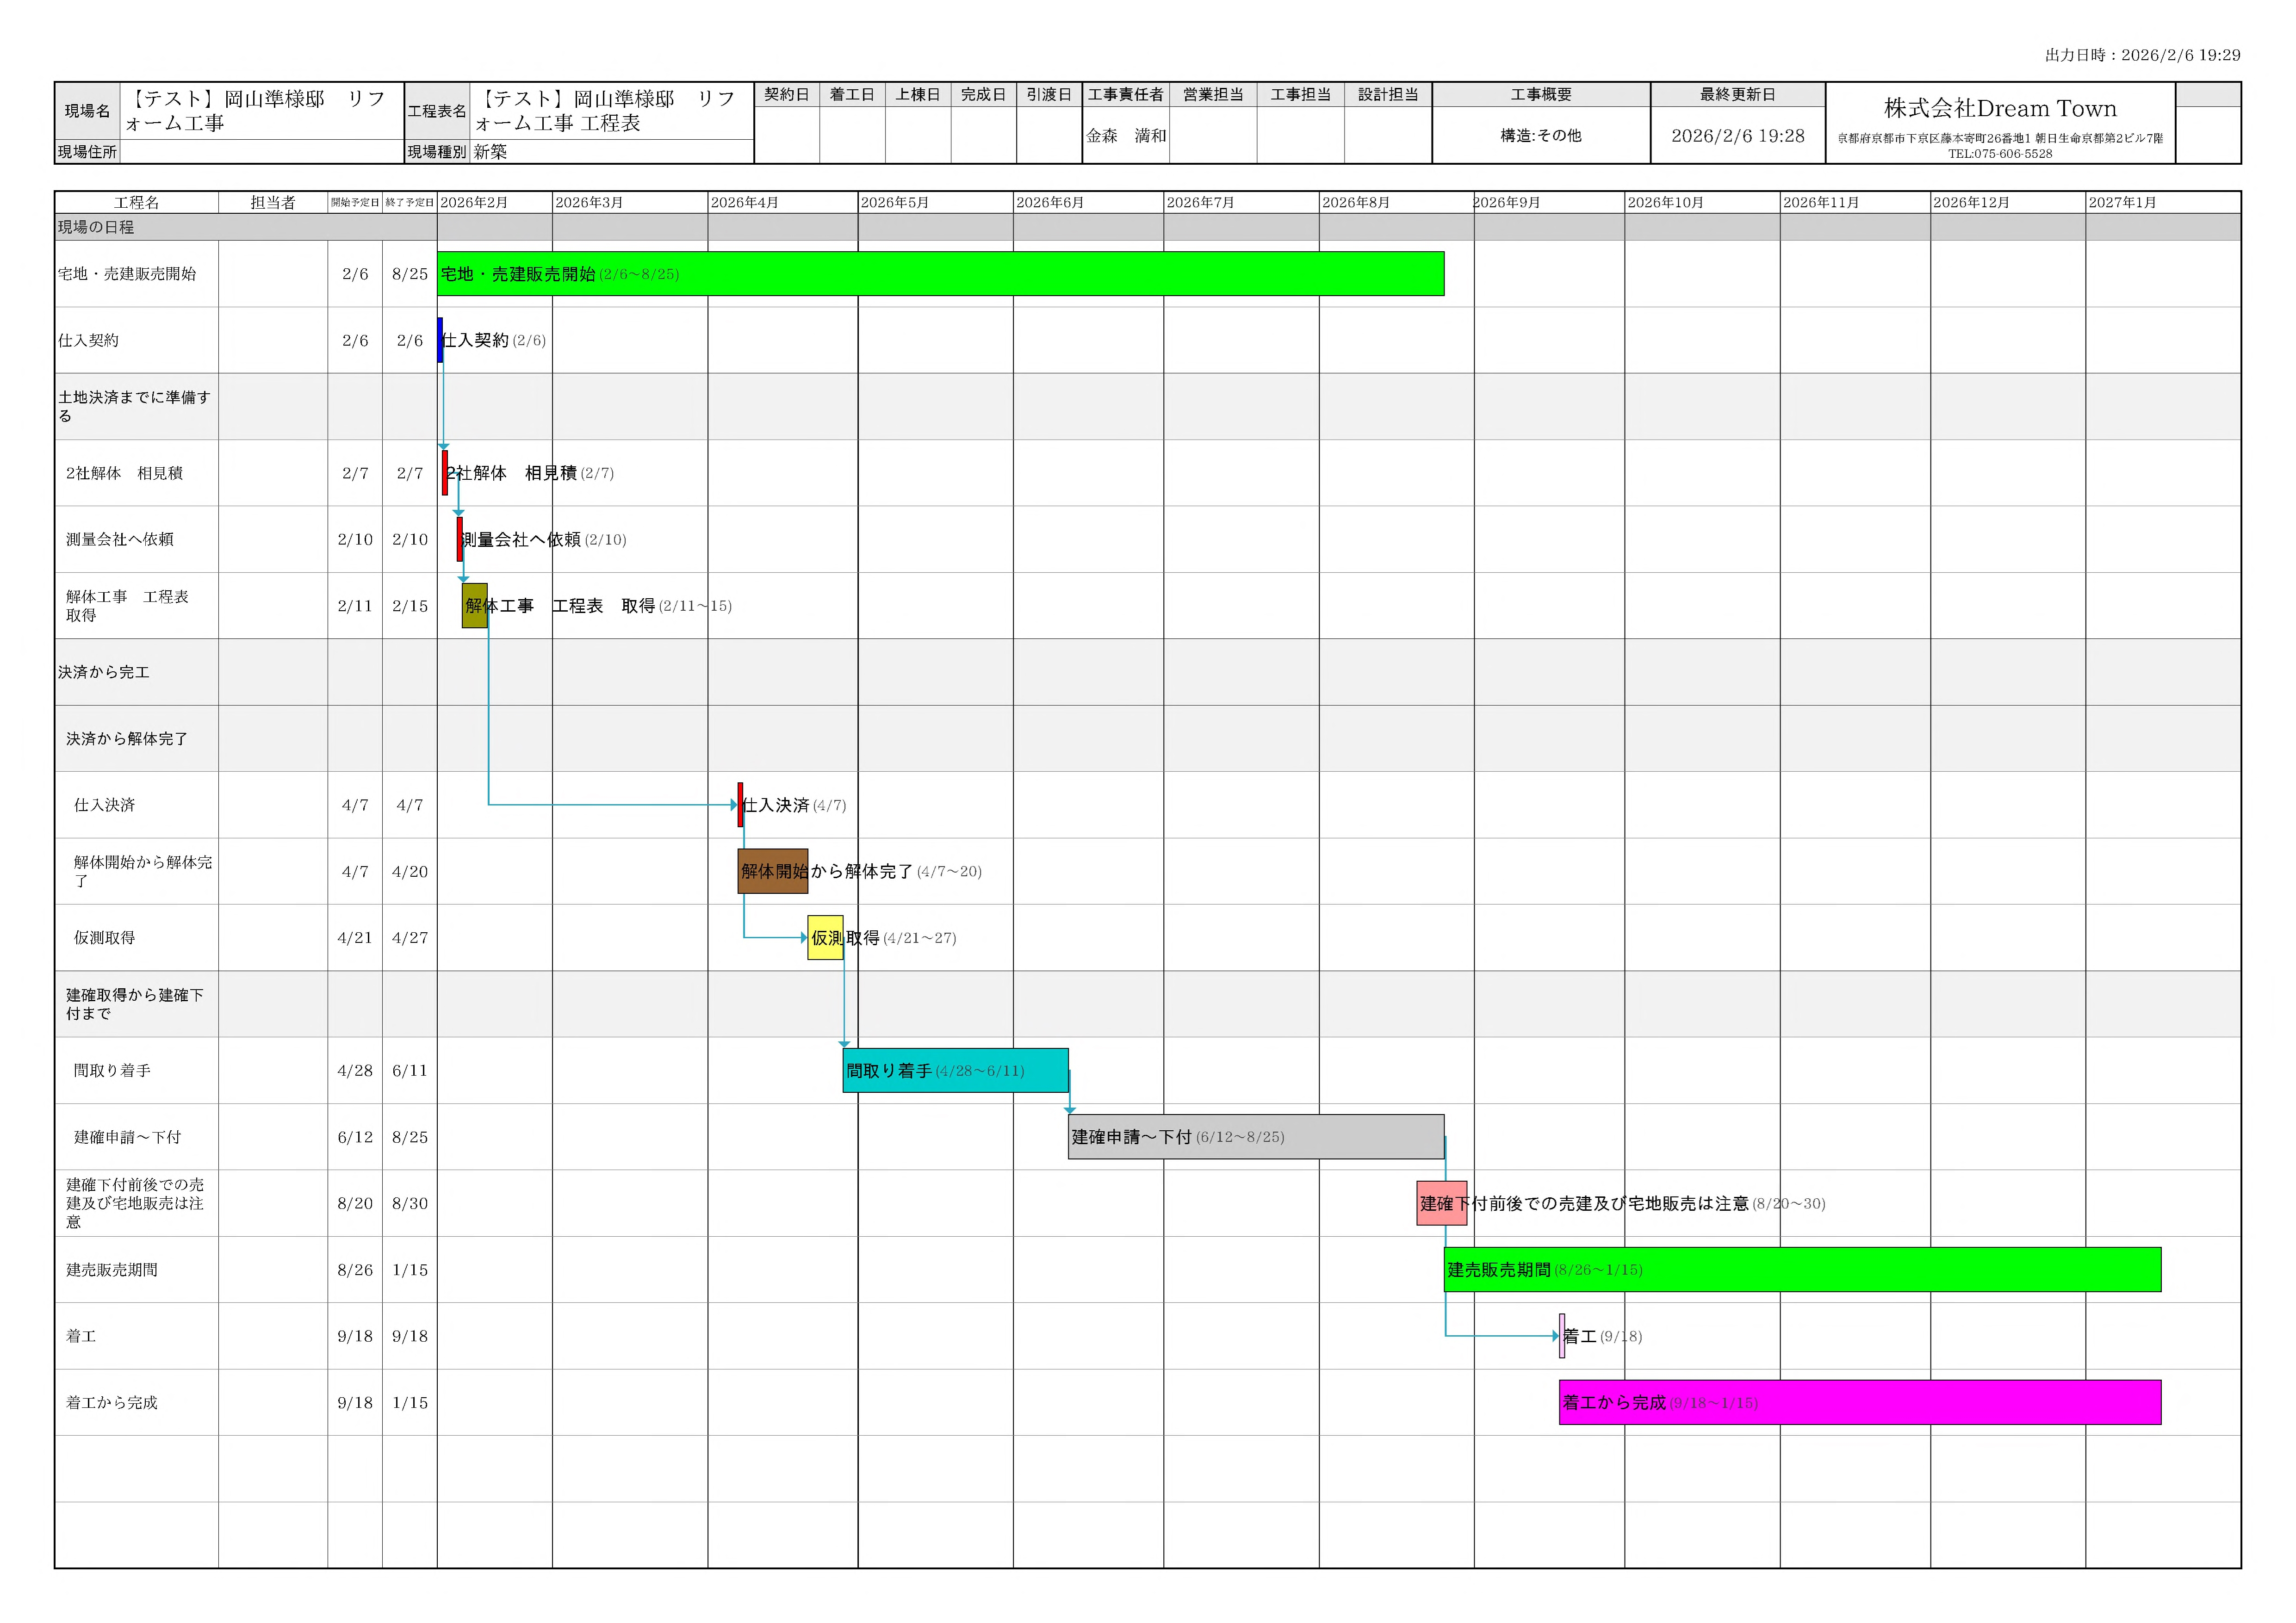 出力日時：2026/2/6 19:29
現場名 【テスト】岡山準様邸　リフォーム工事
工程表名 【テスト】岡山準様邸　リフォーム工事 工程表
現場住所
現場種別 新築
契約日 着工日 上棟日 完成日 引渡日 工事責任者 営業担当 工事担当 設計担当 工事概要 最終更新日
金森　満和 構造:その他 2026/2/6 19:28
株式会社Dream Town
京都府京都市下京区藤本寄町26番地1 朝日生命京都第2ビル7階
TEL:075-606-5528
工程名 担当者 開始予定日 終了予定日 2026年2月 2026年3月 2026年4月 2026年5月 2026年6月 2026年7月 2026年8月 2026年9月 2026年10月 2026年11月 2026年12月 2027年1月
現場の日程
宅地・売建販売開始 2/6 8/25 宅地・売建販売開始(2/6～8/25)
仕入契約 2/6 2/6 仕入契約(2/6)
土地決済までに準備する
2社解体　相見積 2/7 2/7 2社解体　相見積(2/7)
測量会社へ依頼 2/10 2/10 測量会社へ依頼(2/10)
解体工事　工程表　取得 2/11 2/15 解体工事　工程表　取得(2/11～15)
決済から完工
決済から解体完了
仕入決済 4/7 4/7 仕入決済(4/7)
解体開始から解体完了 4/7 4/20 解体開始から解体完了(4/7～20)
仮測取得 4/21 4/27 仮測取得(4/21～27)
建確取得から建確下付まで
間取り着手 4/28 6/11 間取り着手(4/28～6/11)
建確申請～下付 6/12 8/25 建確申請～下付(6/12～8/25)
建確下付前後での売建及び宅地販売は注意 8/20 8/30 建確下付前後での売建及び宅地販売は注意(8/20～30)
建売販売期間 8/26 1/15 建売販売期間(8/26～1/15)
着工 9/18 9/18 着工(9/18)
着工から完成 9/18 1/15 着工から完成(9/18～1/15)